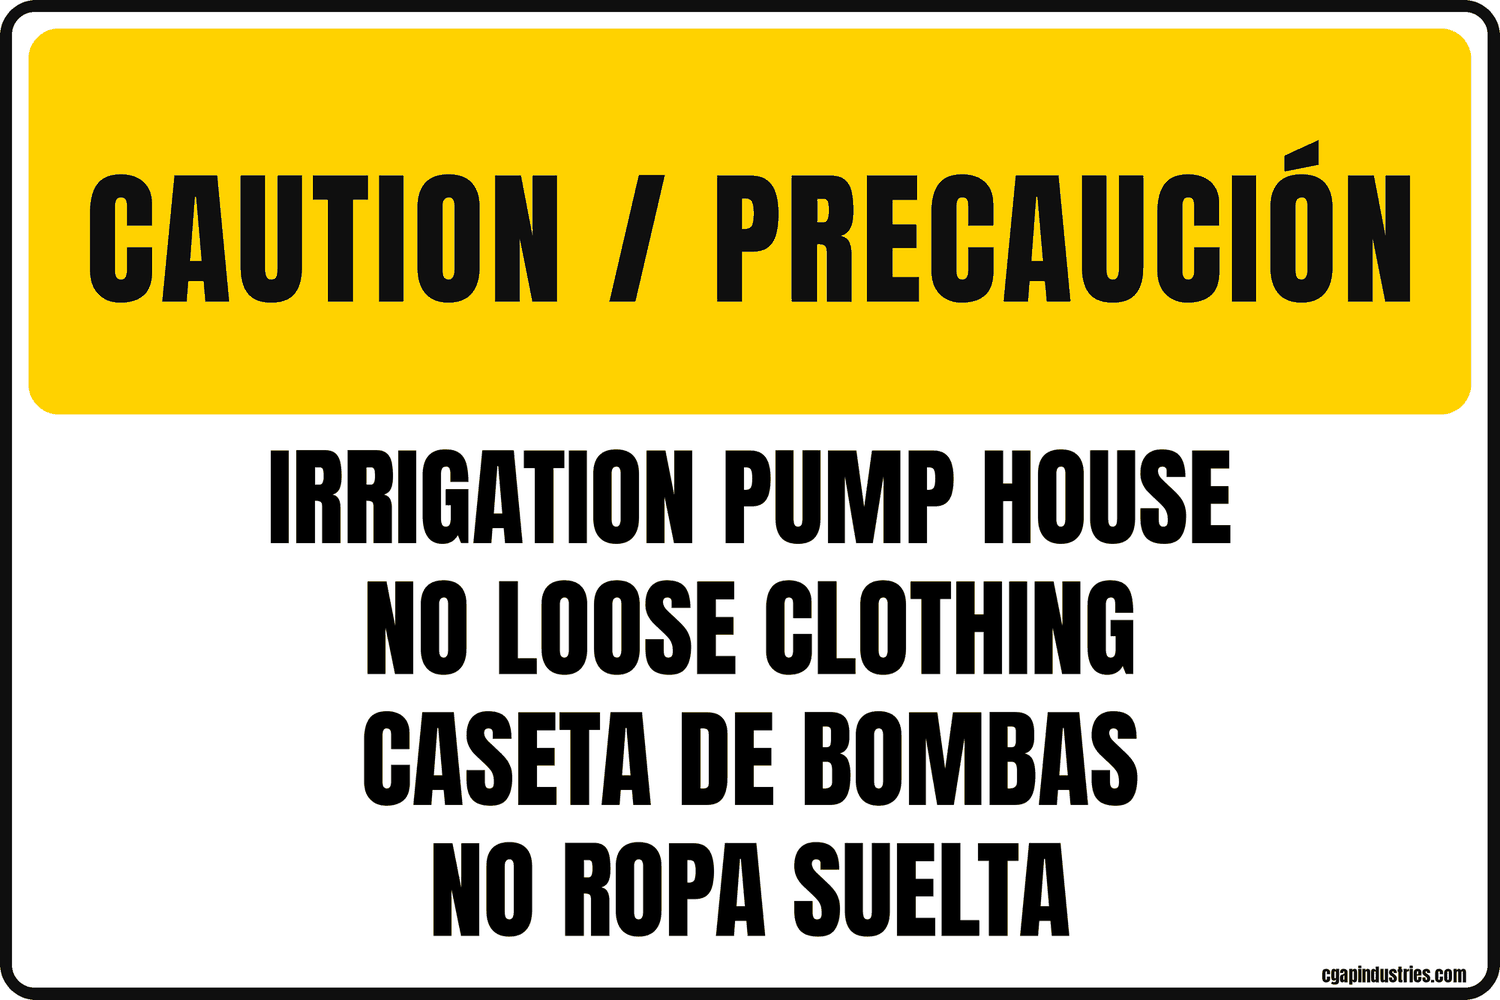 CAUTION / PRECAUCIÓN
IRRIGATION PUMP HOUSE
NO LOOSE CLOTHING
CASETA DE BOMBAS
NO ROPA SUELTA
cgapindustries.com